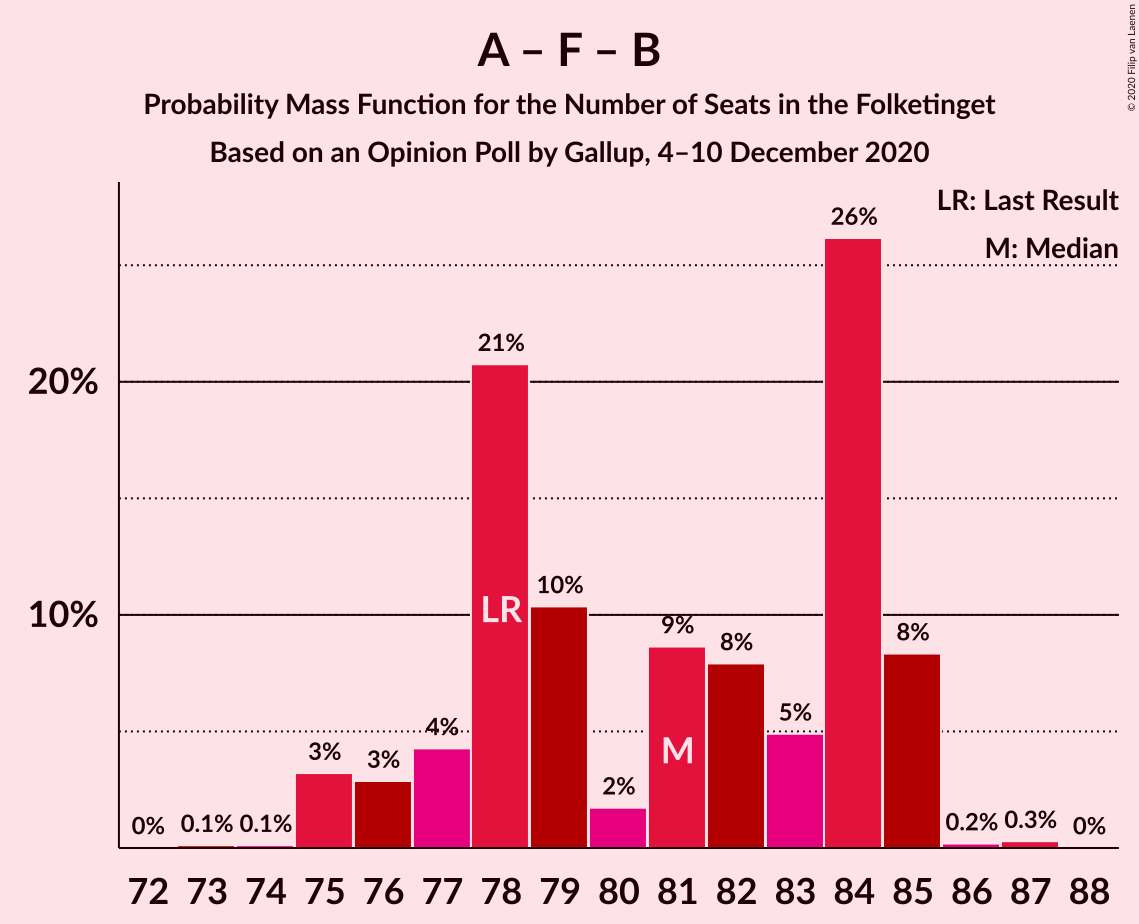 A – F – B
Probability Mass Function for the Number of Seats in the Folketinget
Based on an Opinion Poll by Gallup, 4–10 December 2020
© 2020 Filip van Laenen
LR: Last Result
M: Median
20%
10%
0%
0.1%
0.1%
3%
3%
4%
21%
LR
10%
2%
9%
M
8%
5%
26%
8%
0.2%
0.3%
0%
72 73 74 75 76 77 78 79 80 81 82 83 84 85 86 87 88